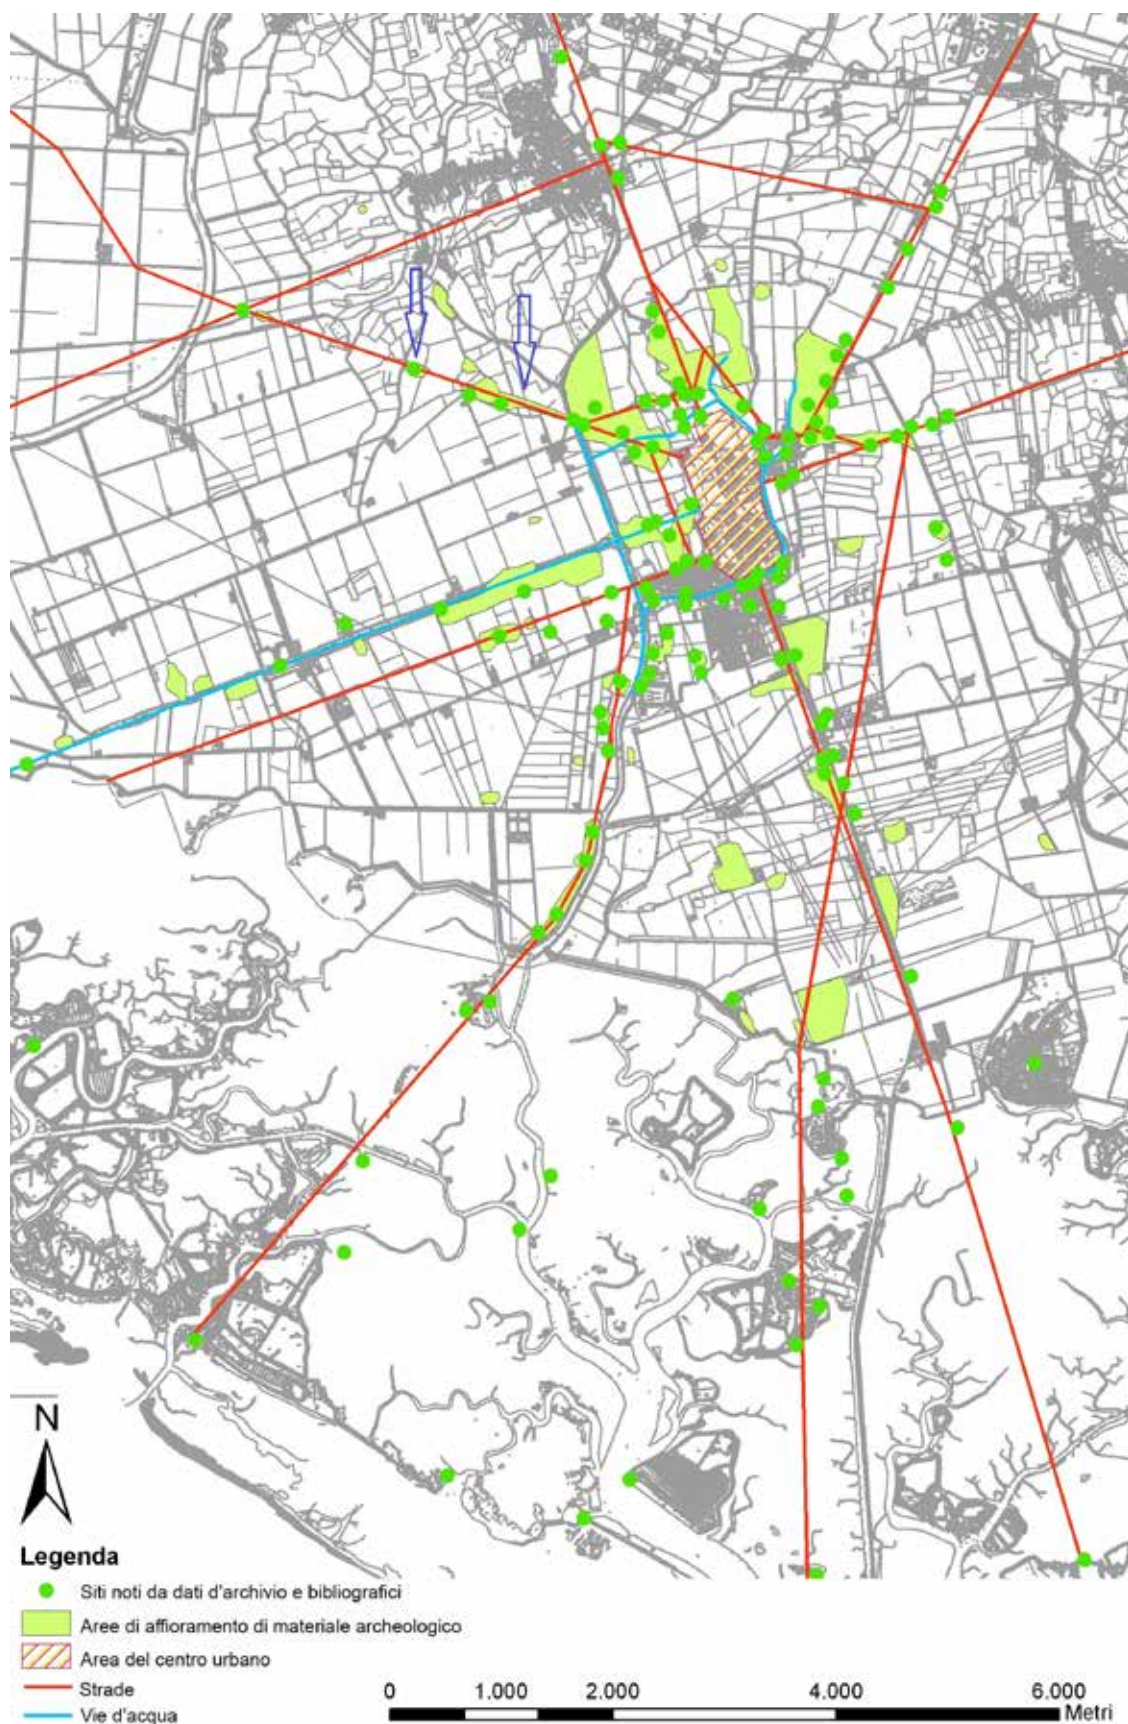 N
Legenda
Siti noti da dati d'archivio e bibliografici
Aree di affioramento di materiale archeologico
Area del centro urbano
Strade
Vie d'acqua
0 1.000 2.000 4.000 6.000
Metri